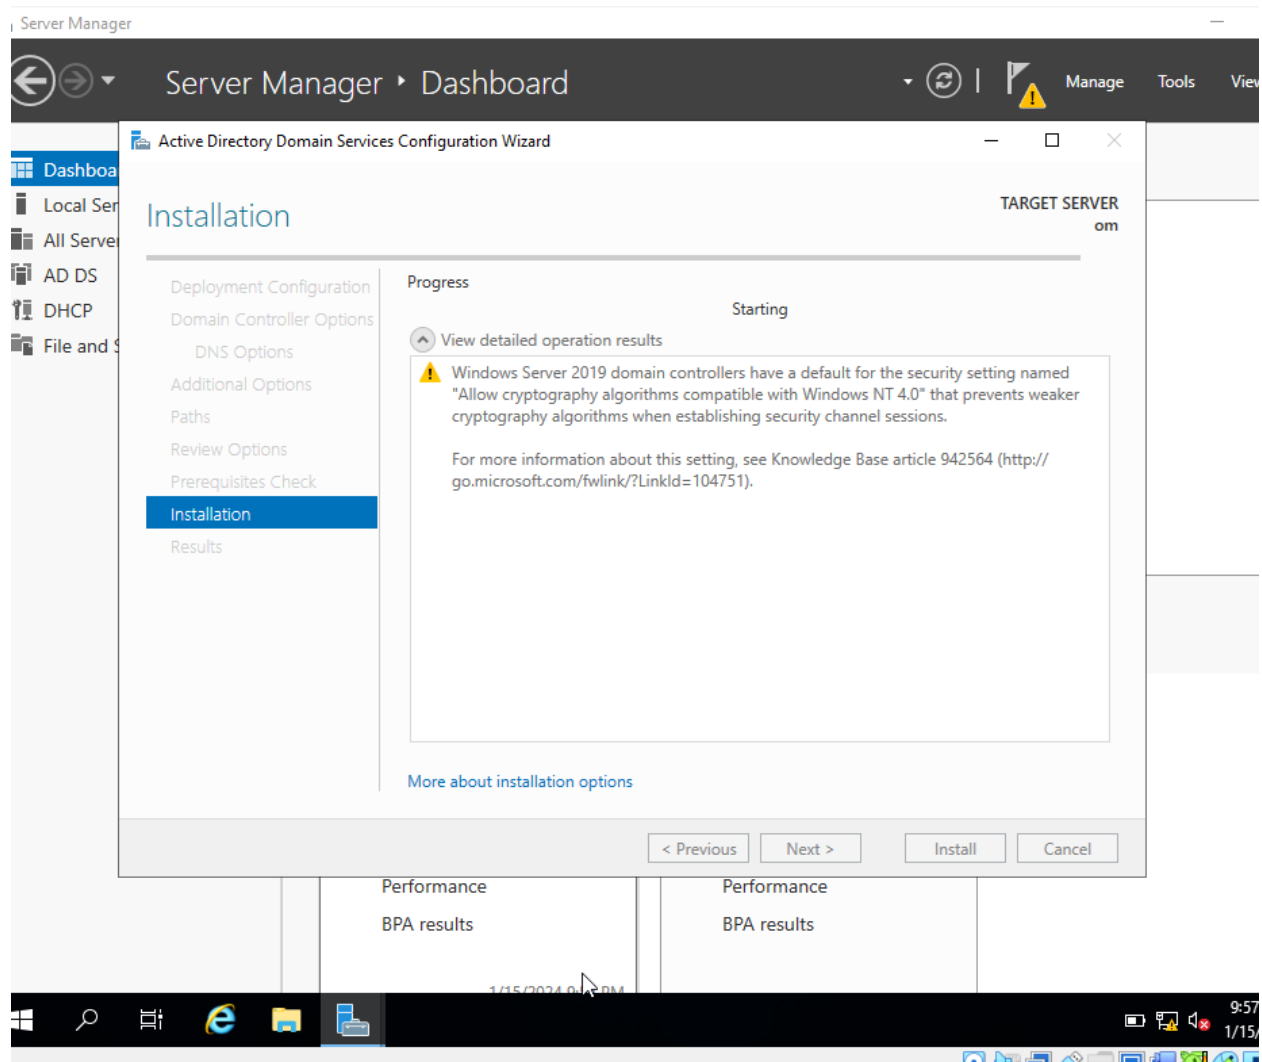 Server Manager
Server Manager ‣ Dashboard
Manage Tools View
Active Directory Domain Services Configuration Wizard
Dashboa
Local Ser
All Server
AD DS
DHCP
File and S
Installation
TARGET SERVER
om
Deployment Configuration
Domain Controller Options
DNS Options
Additional Options
Paths
Review Options
Prerequisites Check
Installation
Results
Progress
Starting
View detailed operation results
Windows Server 2019 domain controllers have a default for the security setting named
"Allow cryptography algorithms compatible with Windows NT 4.0" that prevents weaker
cryptography algorithms when establishing security channel sessions.
For more information about this setting, see Knowledge Base article 942564 (http://
go.microsoft.com/fwlink/?LinkId=104751).
More about installation options
< Previous Next > Install Cancel
Performance
BPA results
Performance
BPA results
1/15/2024 PM
9:57
1/15/